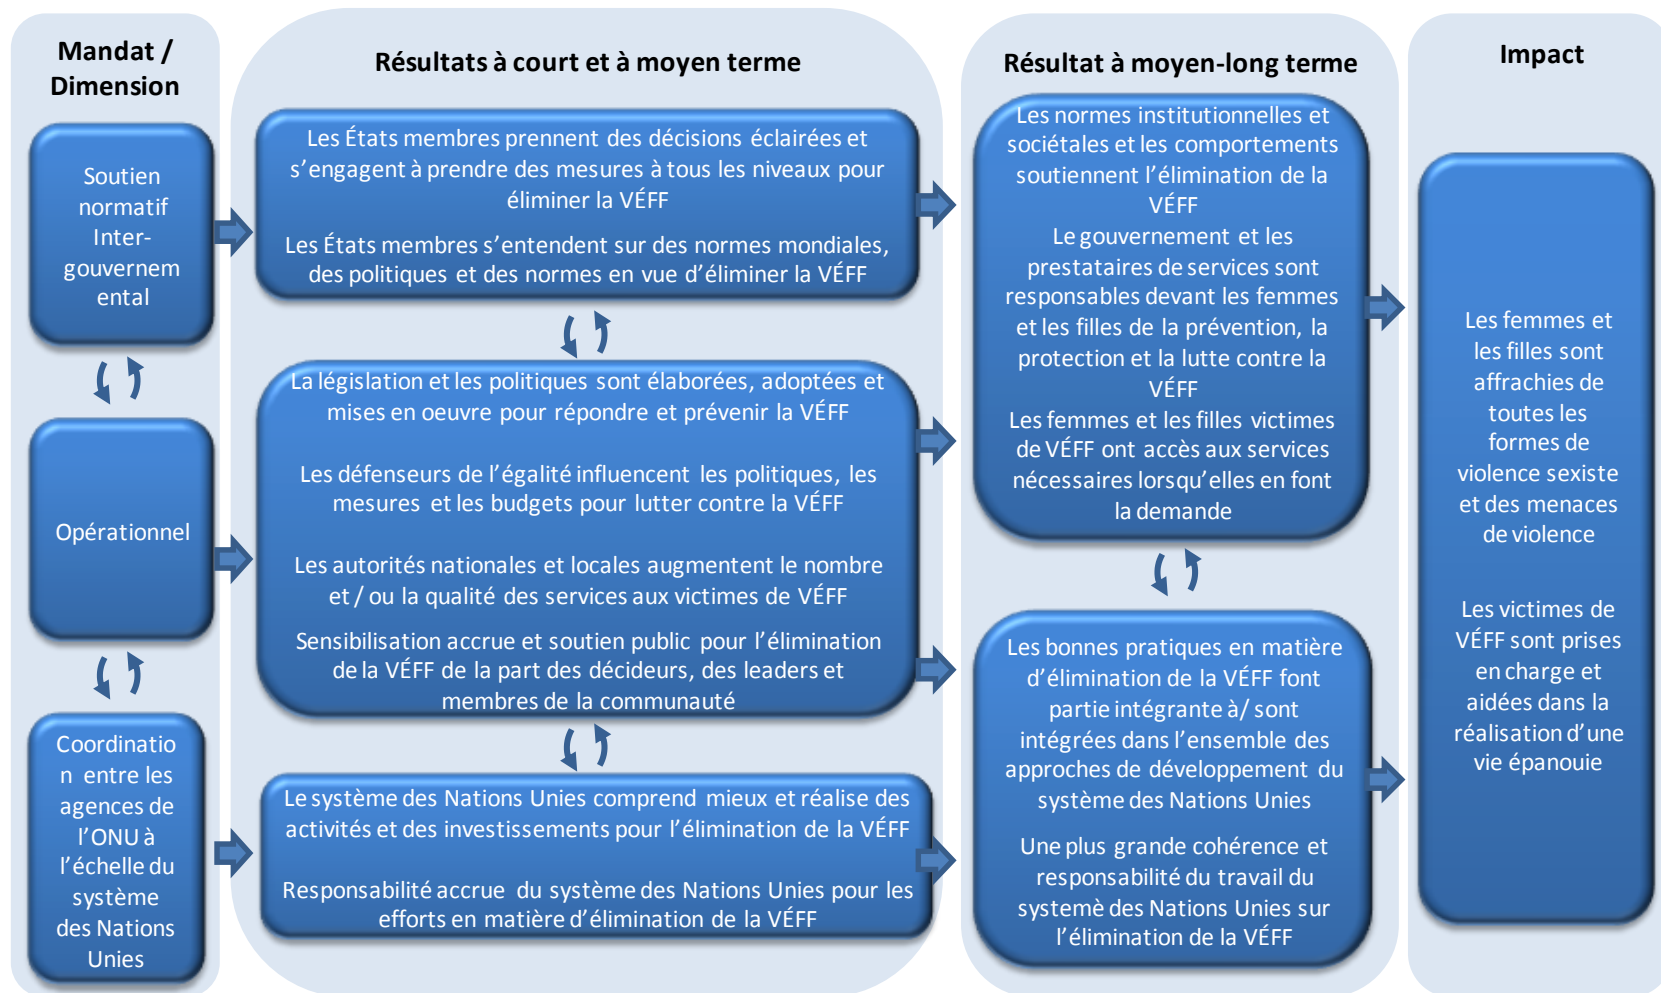 Mandat /
Dimension
Soutien
normatif
Inter-
gouvernem
ental
Opérationnel
Coordinatio
n entre les
agences de
l’ONU à
l’échelle du
système
des Nations
Unies
Résultats à court et à moyen terme
Les États membres prennent des décisions éclairées et
s’engagent à prendre des mesures à tous les niveaux pour
éliminer la VÉFF
Les États membres s’entendent sur des normes mondiales,
des politiques et des normes en vue d’éliminer la VÉFF
La législation et les politiques sont élaborées, adoptées et
mises en oeuvre pour répondre et prévenir la VÉFF
Les défenseurs de l’égalité influencent les politiques, les
mesures et les budgets pour lutter contre la VÉFF
Les autorités nationales et locales augmentent le nombre
et / ou la qualité des services aux victimes de VÉFF
Sensibilisation accrue et soutien public pour l’élimination
de la VÉFF de la part des décideurs, des leaders et
membres de la communauté
Le système des Nations Unies comprend mieux et réalise des
activités et des investissements pour l’élimination de la VÉFF
Responsabilité accrue du système des Nations Unies pour les
efforts en matière d’élimination de la VÉFF
Résultat à moyen-long terme
Les normes institutionnelles et
sociétales et les comportements
soutiennent l’élimination de la
VÉFF
Le gouvernement et les
prestataires de services sont
responsables devant les femmes
et les filles de la prévention, la
protection et la lutte contre la
VÉFF
Les femmes et les filles victimes
de VÉFF ont accès aux services
nécessaires lorsqu’elles en font
la demande
Les bonnes pratiques en matière
d’élimination de la VÉFF font
partie intégrante à/ sont
intégrées dans l’ensemble des
approches de développement du
système des Nations Unies
Une plus grande cohérence et
responsabilité du travail du
systemè des Nations Unies sur
l’élimination de la VÉFF
Impact
Les femmes et
les filles sont
affrachies de
toutes les
formes de
violence sexiste
et des menaces
de violence
Les victimes de
VÉFF sont prises
en charge et
aidées dans la
réalisation d’une
vie épanouie